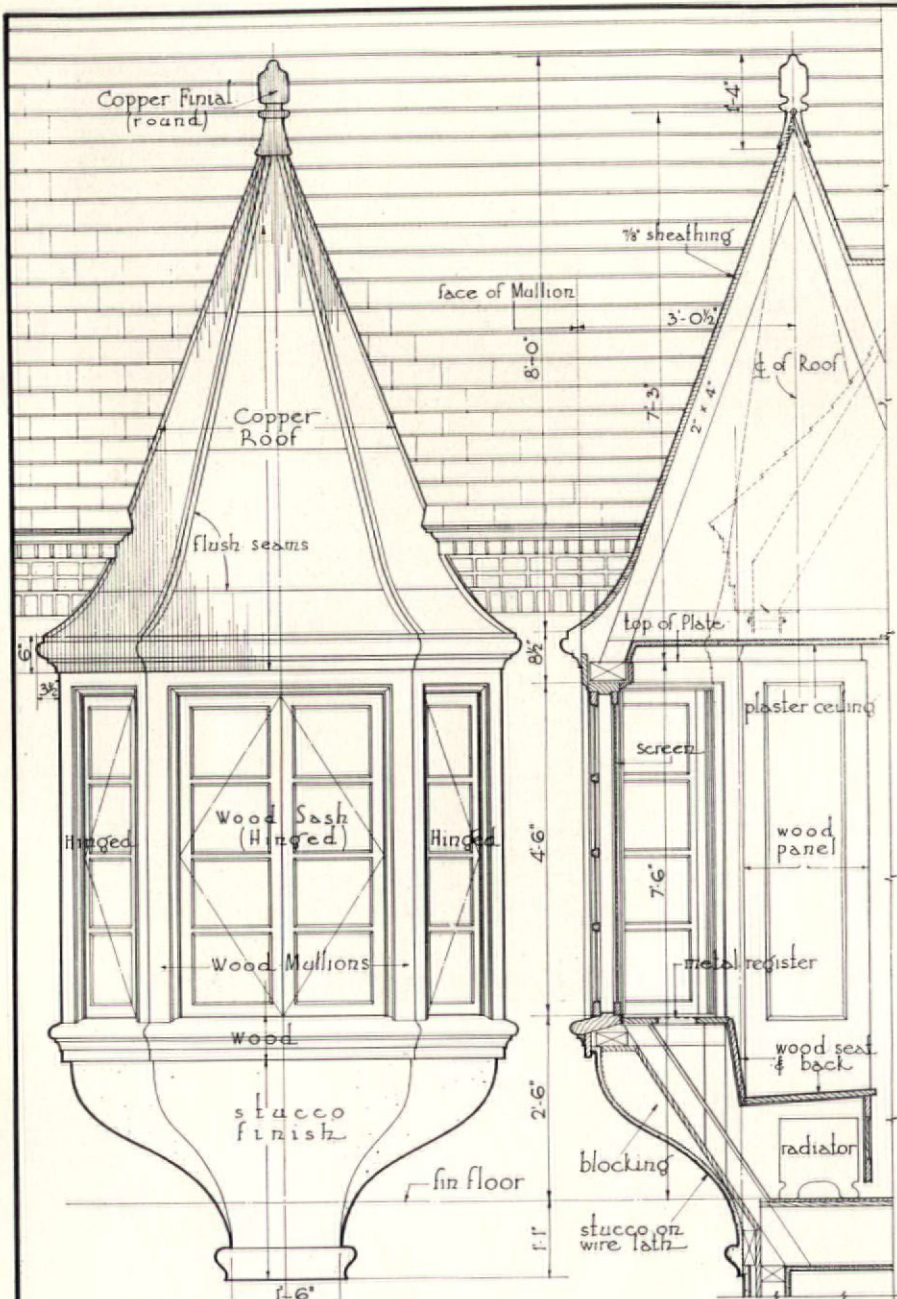 Copper Finial
(round)
1'-4"
7/8" sheathing
face of Mullion
3'-0½"
8'-0"
7'-3"
2" x 4"
℄ of Roof
Copper
Roof
flush seams
top of Plate
6"
8½"
3½"
plaster ceiling
screen
Hinged
Wood Sash
(Hinged)
Hinged
4'-6"
7'-6"
wood
panel
Wood Mullions
metal register
Wood
wood seat
& back
stucco
finish
2'-6"
radiator
blocking
fin floor
stucco on
wire lath
1'-1"
1'-6"